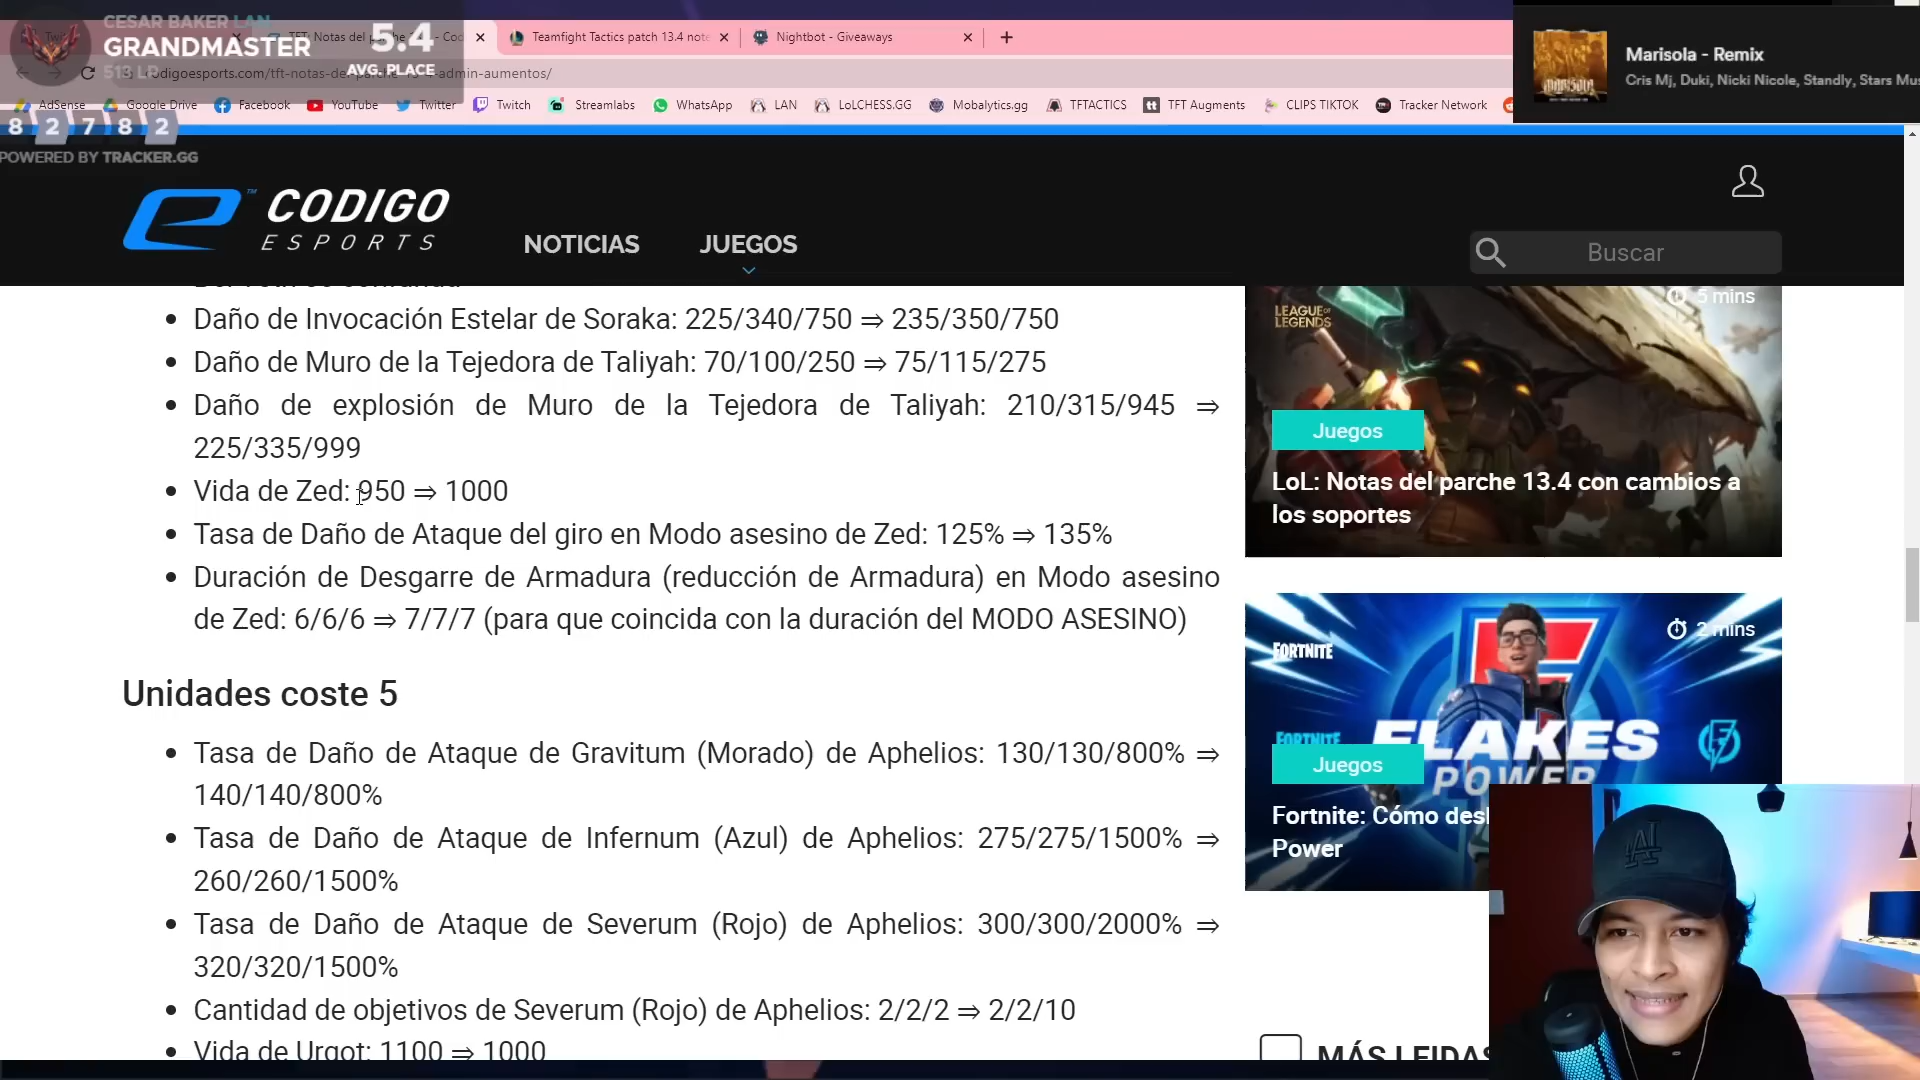 CESAR BAKER LAN
GRANDMASTER
513 LP
5.4
AVG. PLACE
8 2 7 8 2
POWERED BY TRACKER.GG
TFT: Notas del
Teamfight Tactics patch 13.4 note
Nightbot - Giveaways
AdSense
Google Drive
Facebook
YouTube
Twitter
Twitch
Streamlabs
WhatsApp
LAN
LoLCHESS.GG
Mobalytics.gg
TFTACTICS
TFT Augments
CLIPS TIKTOK
Tracker Network
Marisola - Remix
Cris Mj, Duki, Nicki Nicole, Standly, Stars Mus
CODIGO
ESPORTS
NOTICIAS
JUEGOS
Buscar
Daño de Invocación Estelar de Soraka: 225/340/750 ⇒ 235/350/750
Daño de Muro de la Tejedora de Taliyah: 70/100/250 ⇒ 75/115/275
Daño de explosión de Muro de la Tejedora de Taliyah: 210/315/945 ⇒
225/335/999
Vida de Zed: 950 ⇒ 1000
Tasa de Daño de Ataque del giro en Modo asesino de Zed: 125% ⇒ 135%
Duración de Desgarre de Armadura (reducción de Armadura) en Modo asesino
de Zed: 6/6/6 ⇒ 7/7/7 (para que coincida con la duración del MODO ASESINO)
Unidades coste 5
Tasa de Daño de Ataque de Gravitum (Morado) de Aphelios: 130/130/800% ⇒
140/140/800%
Tasa de Daño de Ataque de Infernum (Azul) de Aphelios: 275/275/1500% ⇒
260/260/1500%
Tasa de Daño de Ataque de Severum (Rojo) de Aphelios: 300/300/2000% ⇒
320/320/1500%
Cantidad de objetivos de Severum (Rojo) de Aphelios: 2/2/2 ⇒ 2/2/10
Vida de Urgot: 1100 ⇒ 1000
5 mins
LEAGUE OF
LEGENDS
Juegos
LoL: Notas del parche 13.4 con cambios a
los soportes
2 mins
FORTNITE
FORTNITE
FLAKES
POWER
Juegos
Fortnite: Cómo
Power
MÁS LEIDAS
LA